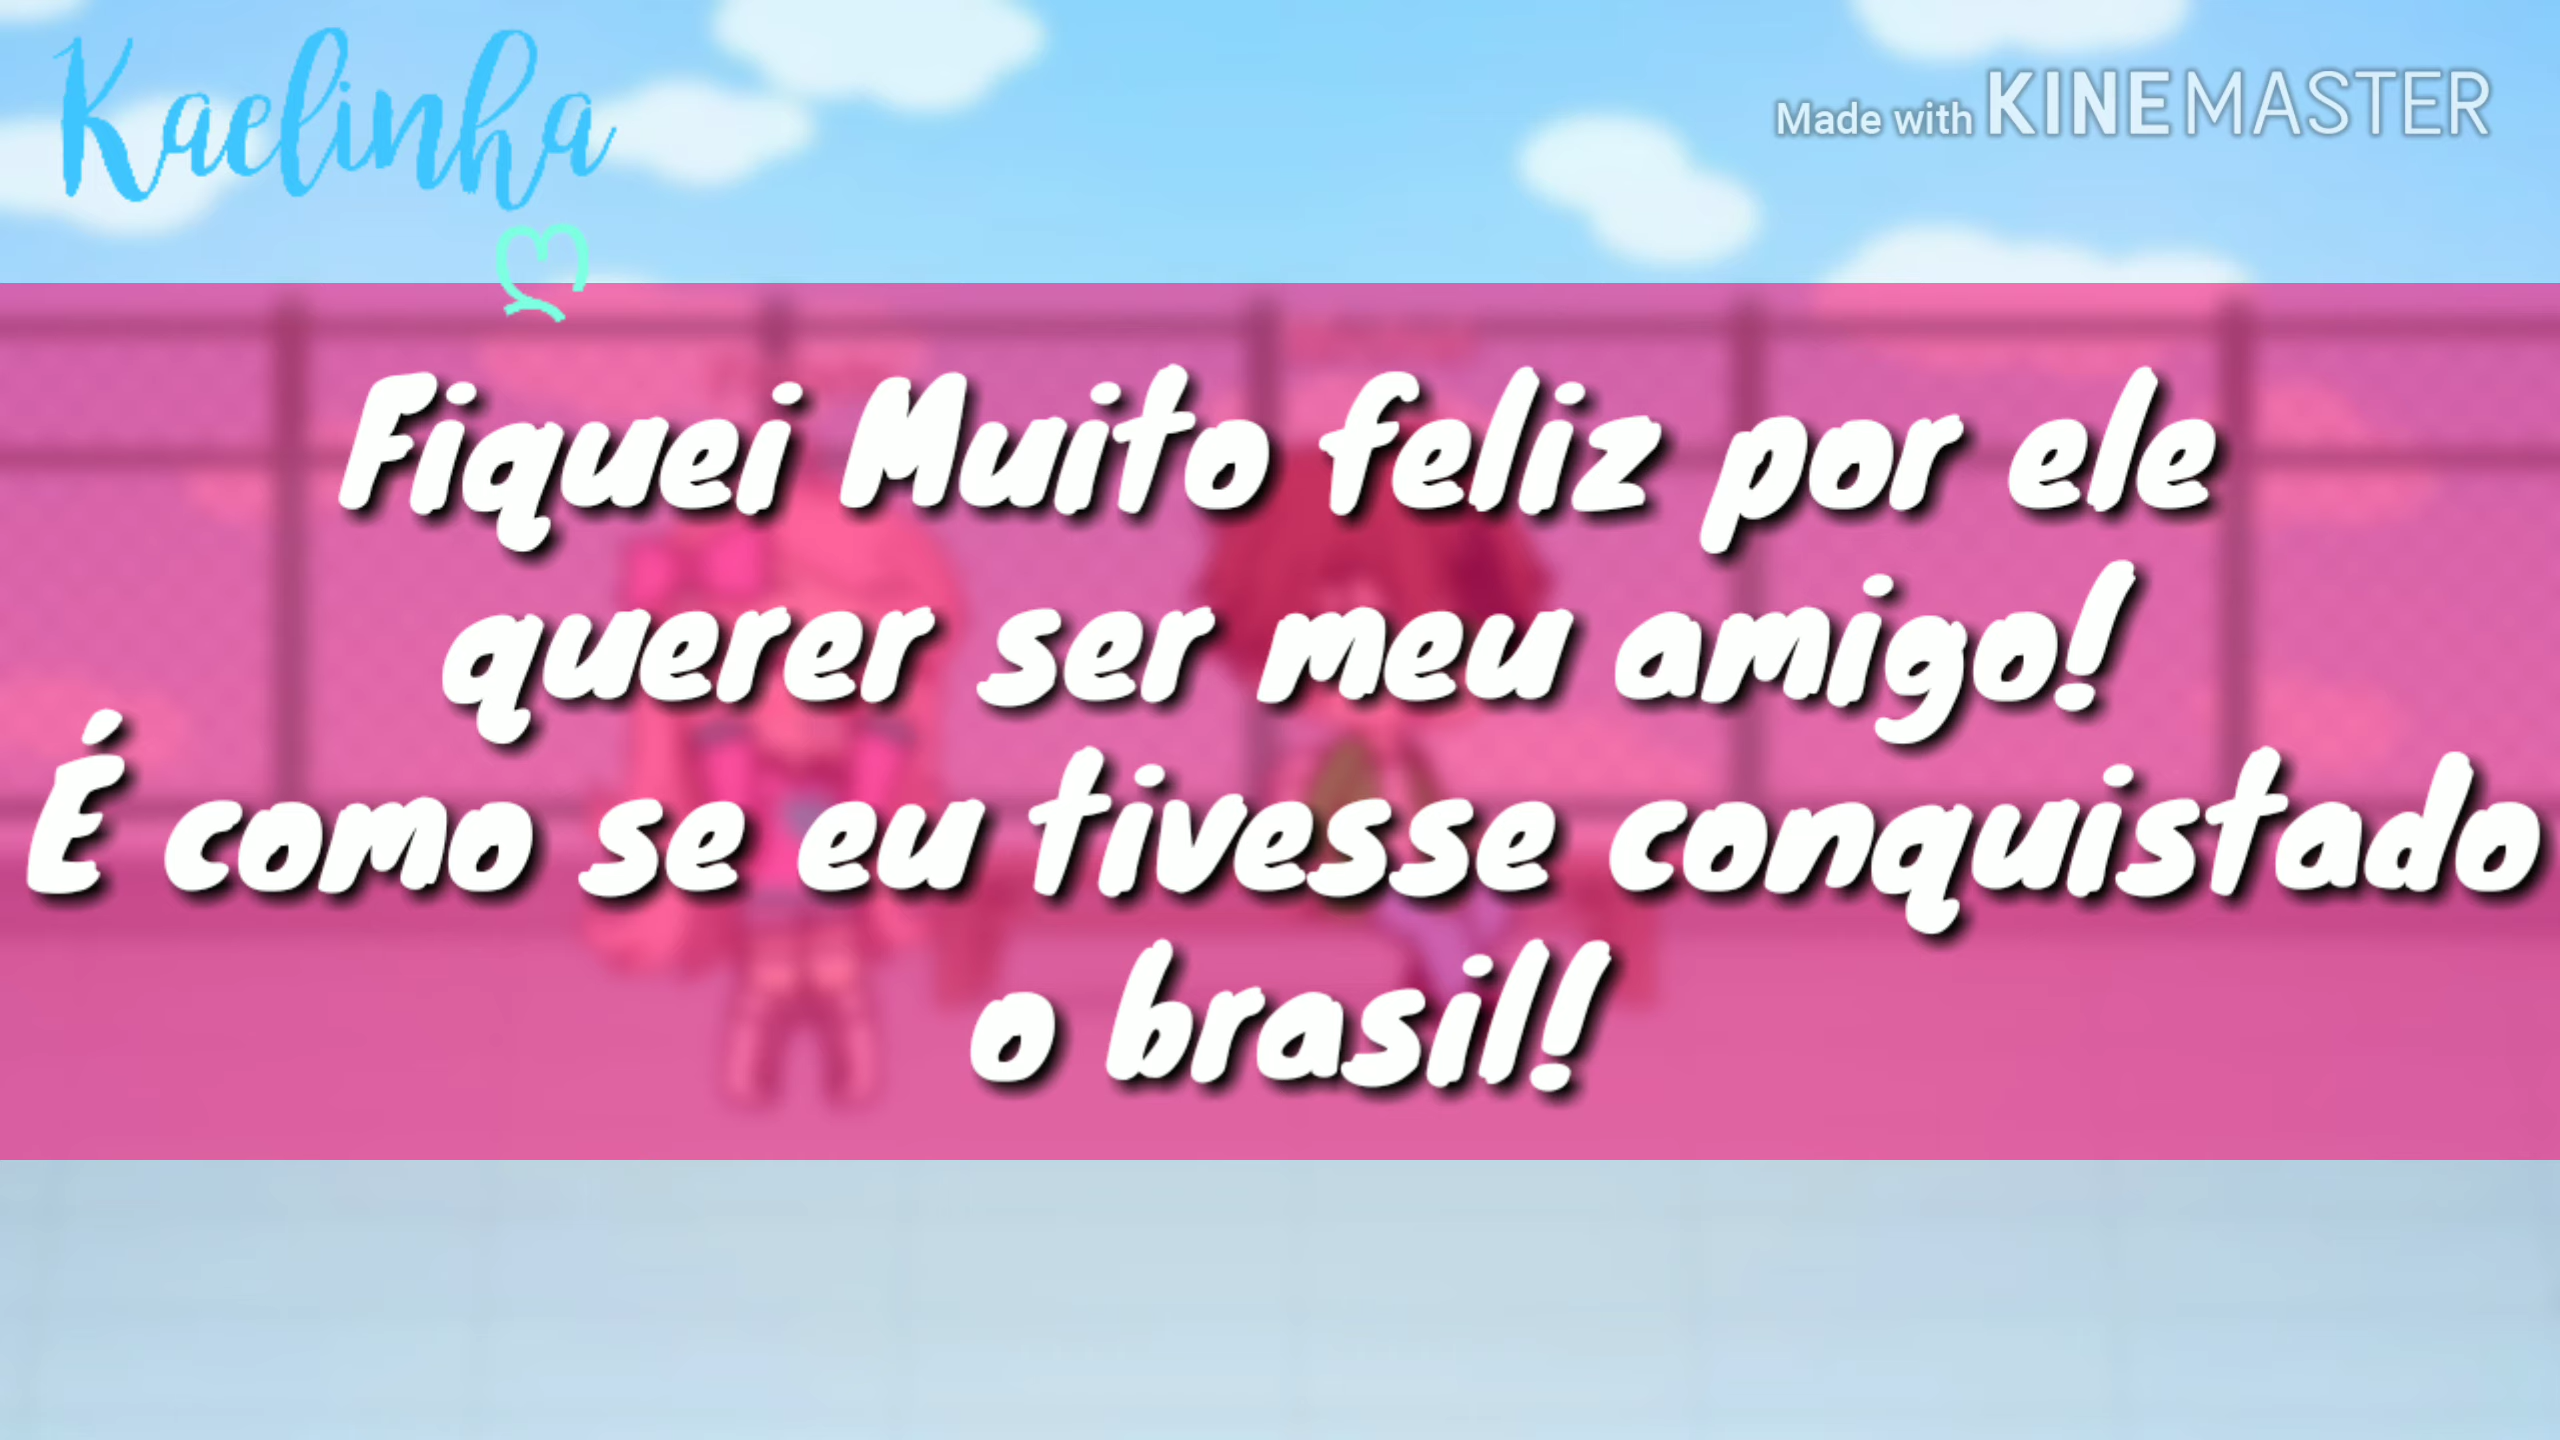 Kaelinha
Made with KINEMASTER
Fiquei Muito feliz por ele
querer ser meu amigo!
É como se eu tivesse conquistado
o brasil!